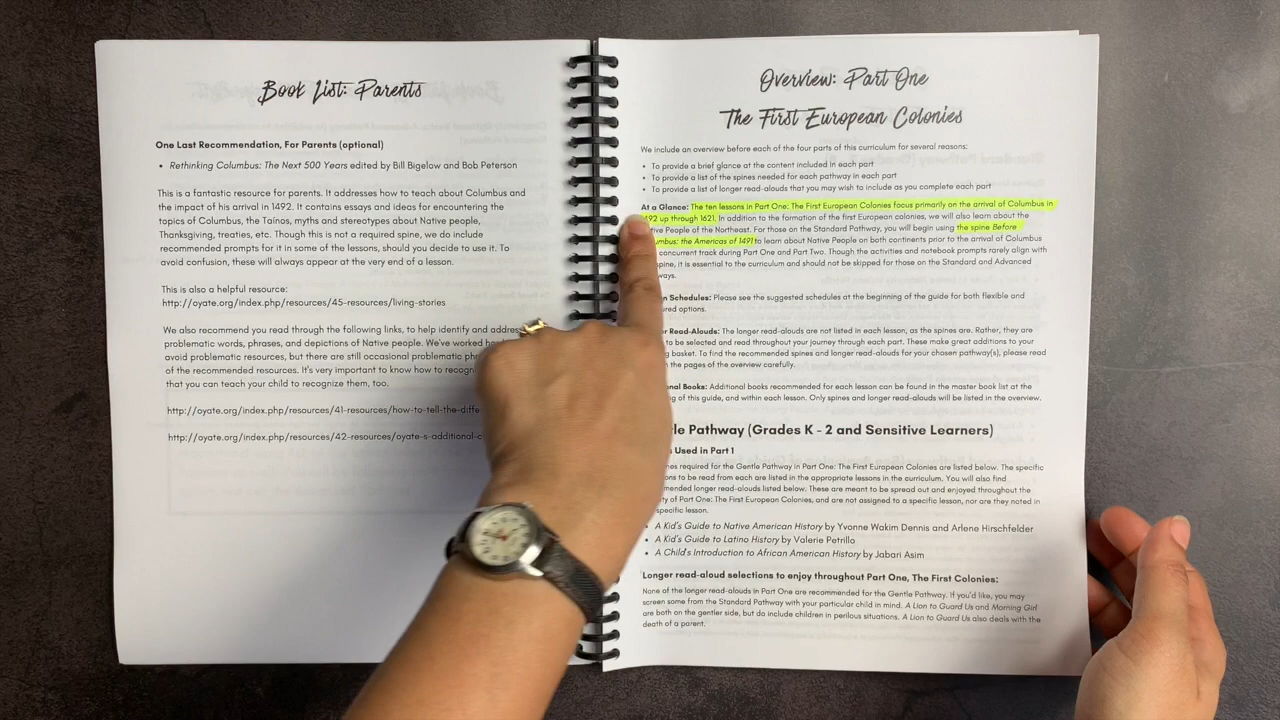 Book List: Parents
One Last Recommendation, For Parents (optional)
• Rethinking Columbus: The Next 500 Years edited by Bill Bigelow and Bob Peterson
This is a fantastic resource for parents. It addresses how to teach about Columbus and
the impact of his arrival in 1492. It contains essays and ideas for encountering the
topics of Columbus, the Taínos, myths and stereotypes about Native people,
Thanksgiving, treaties, etc. Though this is not a required spine, we do include
recommended prompts for it in some of the lessons, should you decide to use it. To
avoid confusion, these will always appear at the very end of a lesson.
This is also a helpful resource:
http://oyate.org/index.php/resources/45-resources/living-stories
We also recommend you read through the following links, to help identify and address
problematic words, phrases, and depictions of Native people. We've worked
avoid problematic resources, but there are still occasional problematic
of the recommended resources. It's very important to know how to
that you can teach your child to recognize them, too.
http://oyate.org/index.php/resources/41-resources/how-to-tell-the-diffe
http://oyate.org/index.php/resources/42-resources/oyate-s-additional-c
Overview: Part One
The First European Colonies
We include an overview before each of the four parts of this curriculum for several reasons:
• To provide a brief glance at the content included in each part
• To provide a list of the spines needed for each pathway in each part
• To provide a list of longer read-alouds that you may wish to include as you complete each part
At a Glance: The ten lessons in Part One: The First European Colonies focus primarily on the arrival of Columbus in
492 up through 1621. In addition to the formation of the first European colonies, we will also learn about the
tive People of the Northeast. For those on the Standard Pathway, you will begin using the spine Before
umbus: the Americas of 1491 to learn about Native People on both continents prior to the arrival of Columbus
concurrent track during Part One and Part Two. Though the activities and notebook prompts rarely align with
spine, it is essential to the curriculum and should not be skipped for those on the Standard and Advanced
ways.
n Schedules: Please see the suggested schedules at the beginning of the guide for both flexible and
ured options.
r Read-Alouds: The longer read-alouds are not listed in each lesson, as the spines are. Rather, they are
to be selected and read throughout your journey through each part. These make great additions to your
basket. To find the recommended spines and longer read-alouds for your chosen pathway(s), please read
the pages of the overview carefully.
nal Books: Additional books recommended for each lesson can be found in the master book list at the
g of this guide, and within each lesson. Only spines and longer read-alouds will be listed in the overview.
le Pathway (Grades K - 2 and Sensitive Learners)
Used in Part 1
nes required for the Gentle Pathway in Part One: The First European Colonies are listed below. The specific
ons to be read from each are listed in the appropriate lessons in the curriculum. You will also find
mended longer read-alouds listed below. These are meant to be spread out and enjoyed throughout the
ty of Part One: The First European Colonies, and are not assigned to a specific lesson, nor are they noted in
specific lesson.
• A Kid's Guide to Native American History by Yvonne Wakim Dennis and Arlene Hirschfelder
• A Kid's Guide to Latino History by Valerie Petrillo
• A Child's Introduction to African American History by Jabari Asim
Longer read-aloud selections to enjoy throughout Part One, The First Colonies:
None of the longer read-alouds in Part One are recommended for the Gentle Pathway. If you'd like, you may
screen some from the Standard Pathway with your particular child in mind. A Lion to Guard Us and Morning Girl
are both on the gentler side, but do include children in perilous situations. A Lion to Guard Us also deals with the
death of a parent.